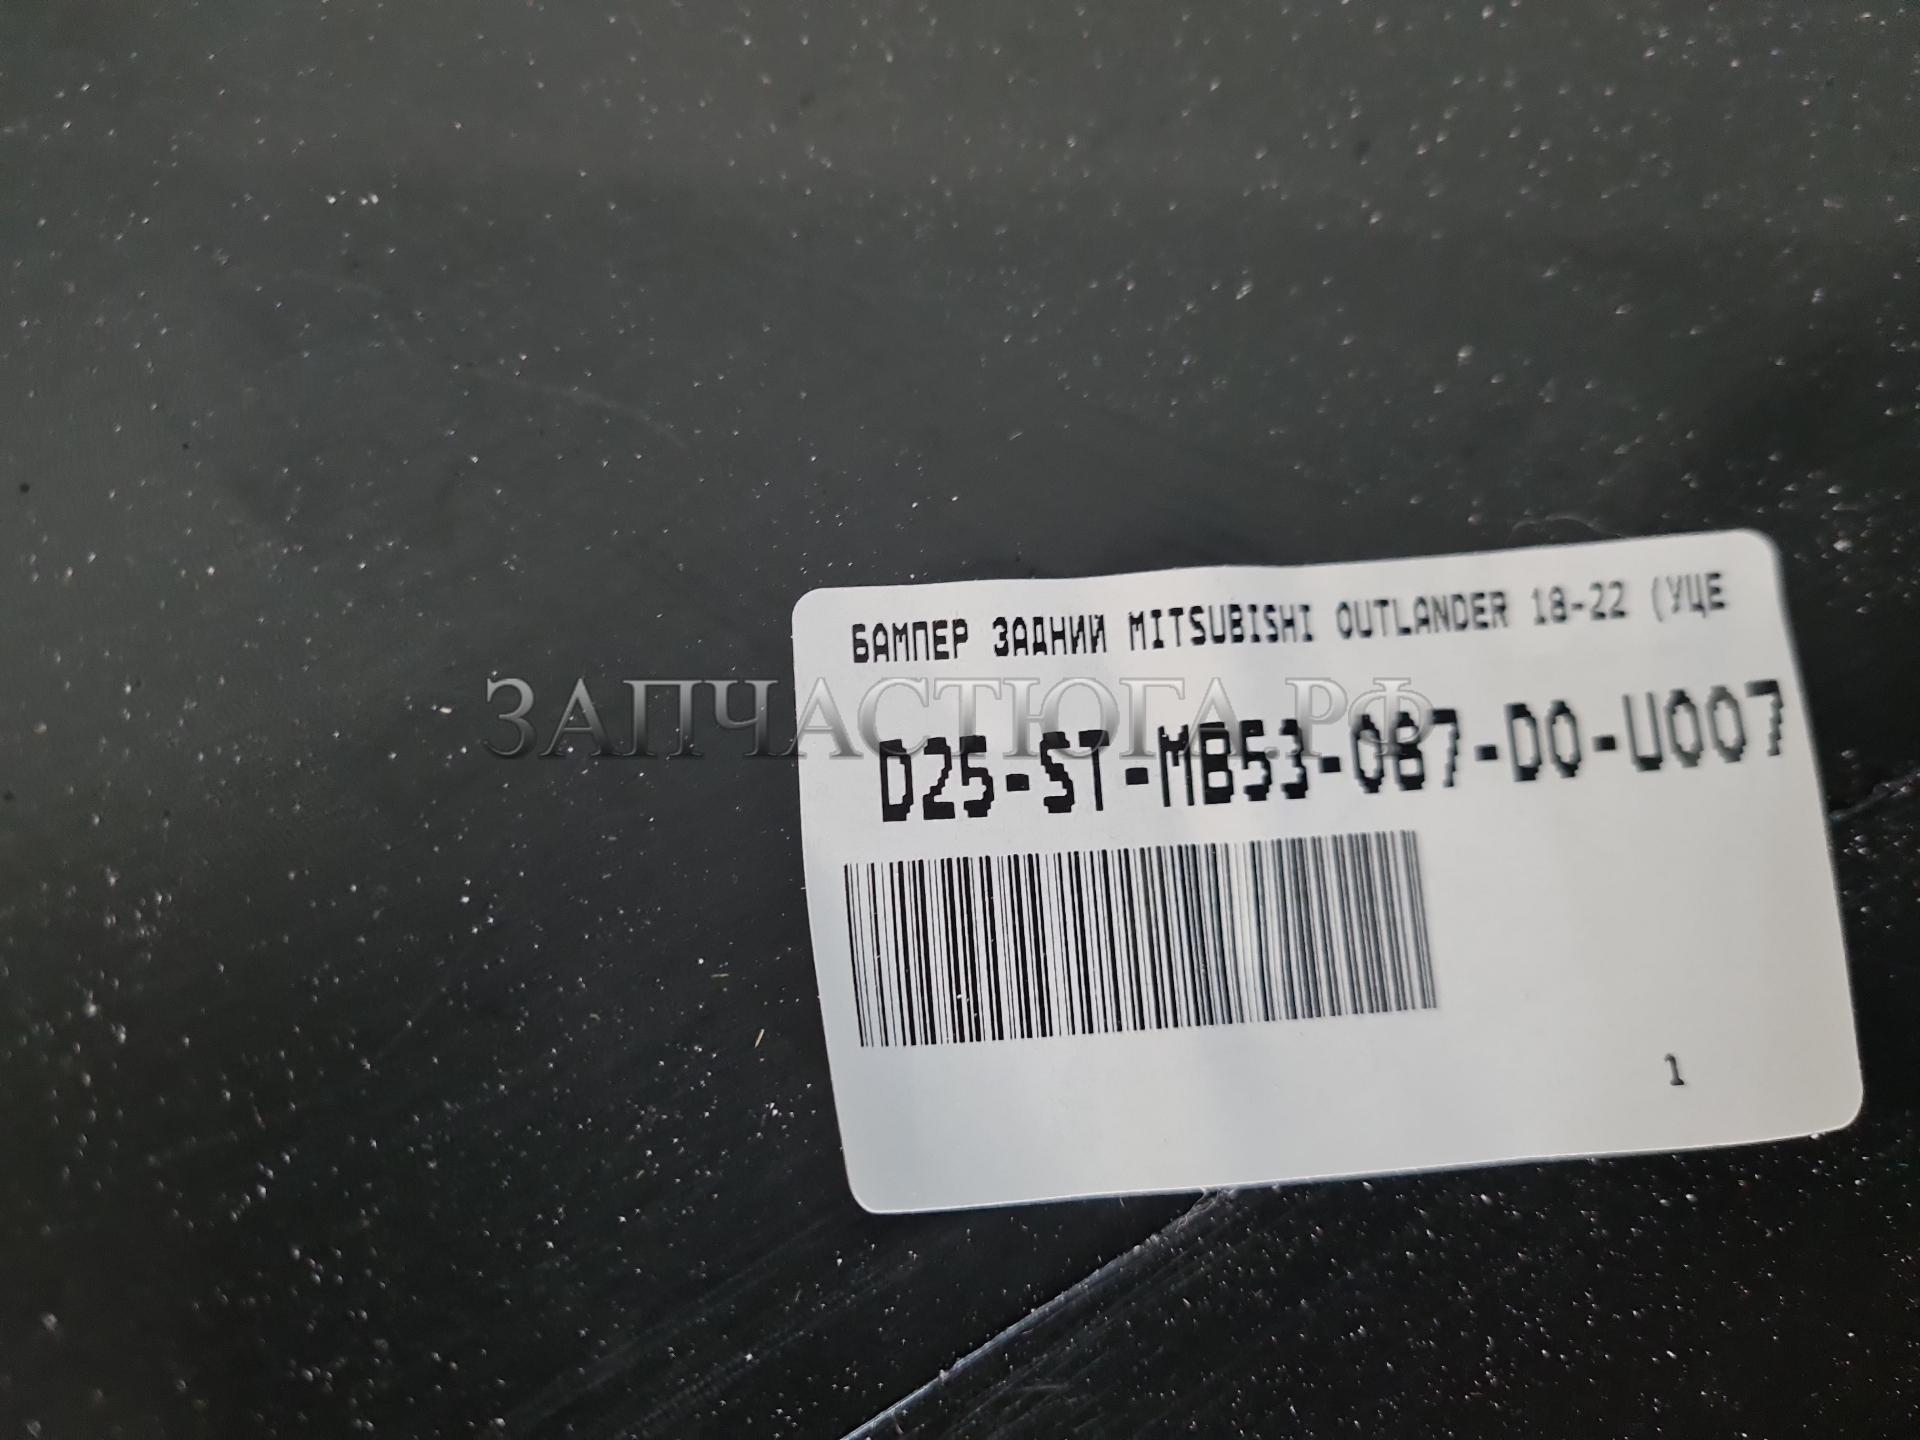 БАМПЕР ЗАДНИЙ MITSUBISHI OUTLANDER 18-22 (УЦЕ
ЗАПЧАСТЮГА.РФ
D25-ST-MB53-087-D0-U007
1